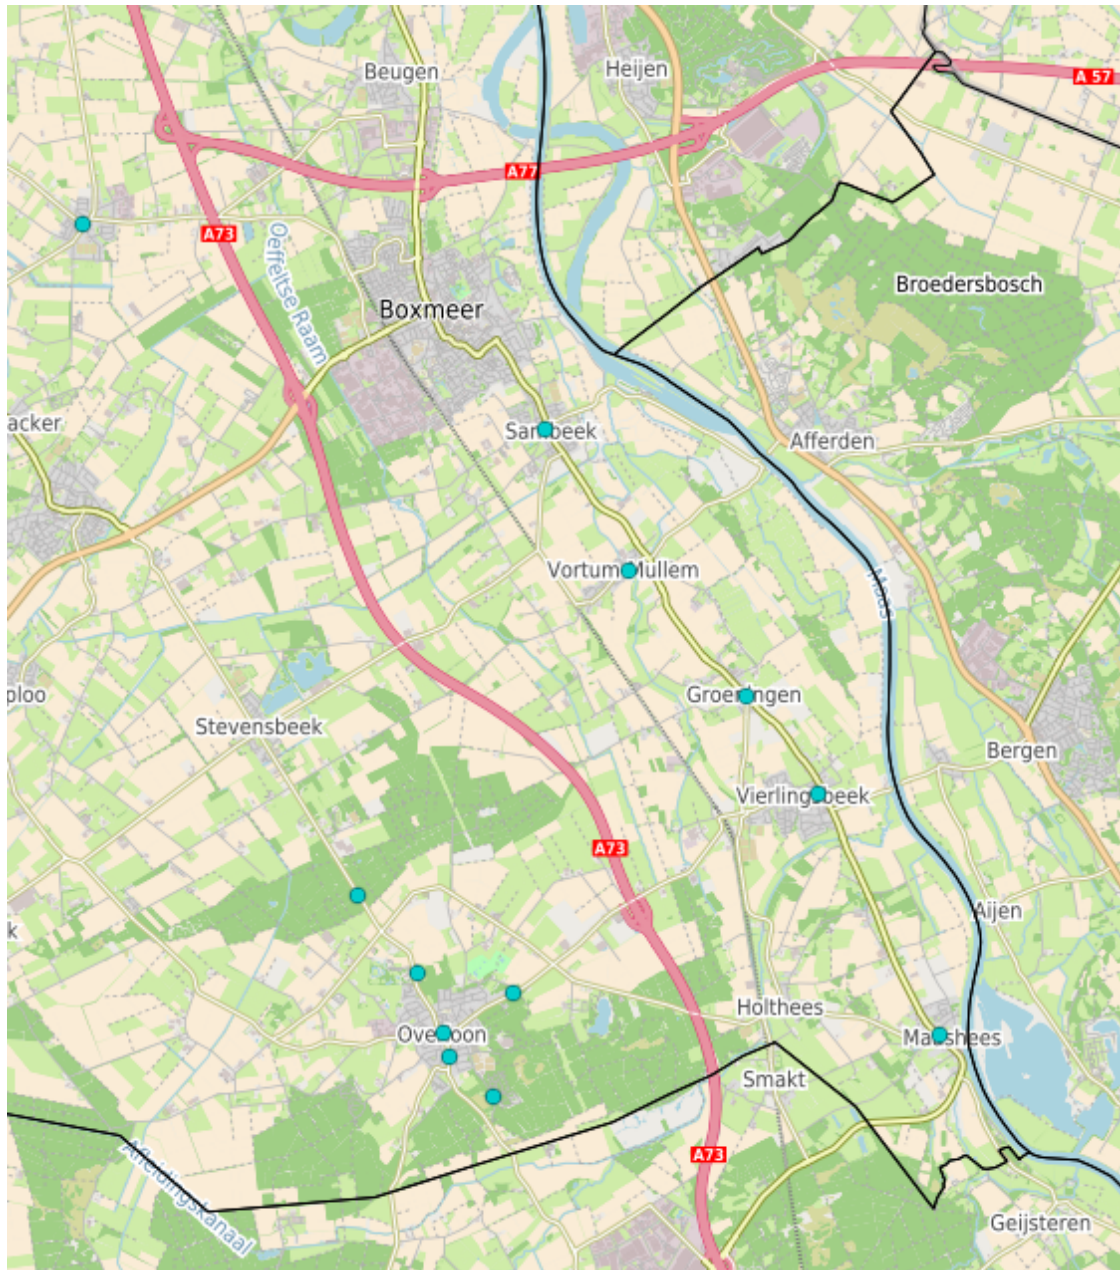 Beugen
Heijen
A 57
A77
A73
Oeffeltse Raam
Broedersbosch
Boxmeer
acker
Sambeek
Afferden
Vortum-Mullem
Maas
ploo
Groeningen
Stevensbeek
Bergen
Vierlingsbeek
A73
Aijen
k
Holthees
Overloon
Maashees
Smakt
A73
Afleidingskanaal
Geijsteren